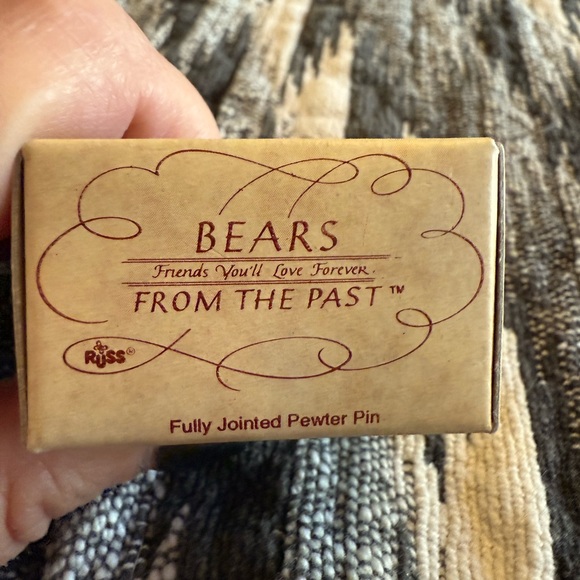 BEARS
Friends You'll Love Forever.
FROM THE PAST™
RUSS©
Fully Jointed Pewter Pin